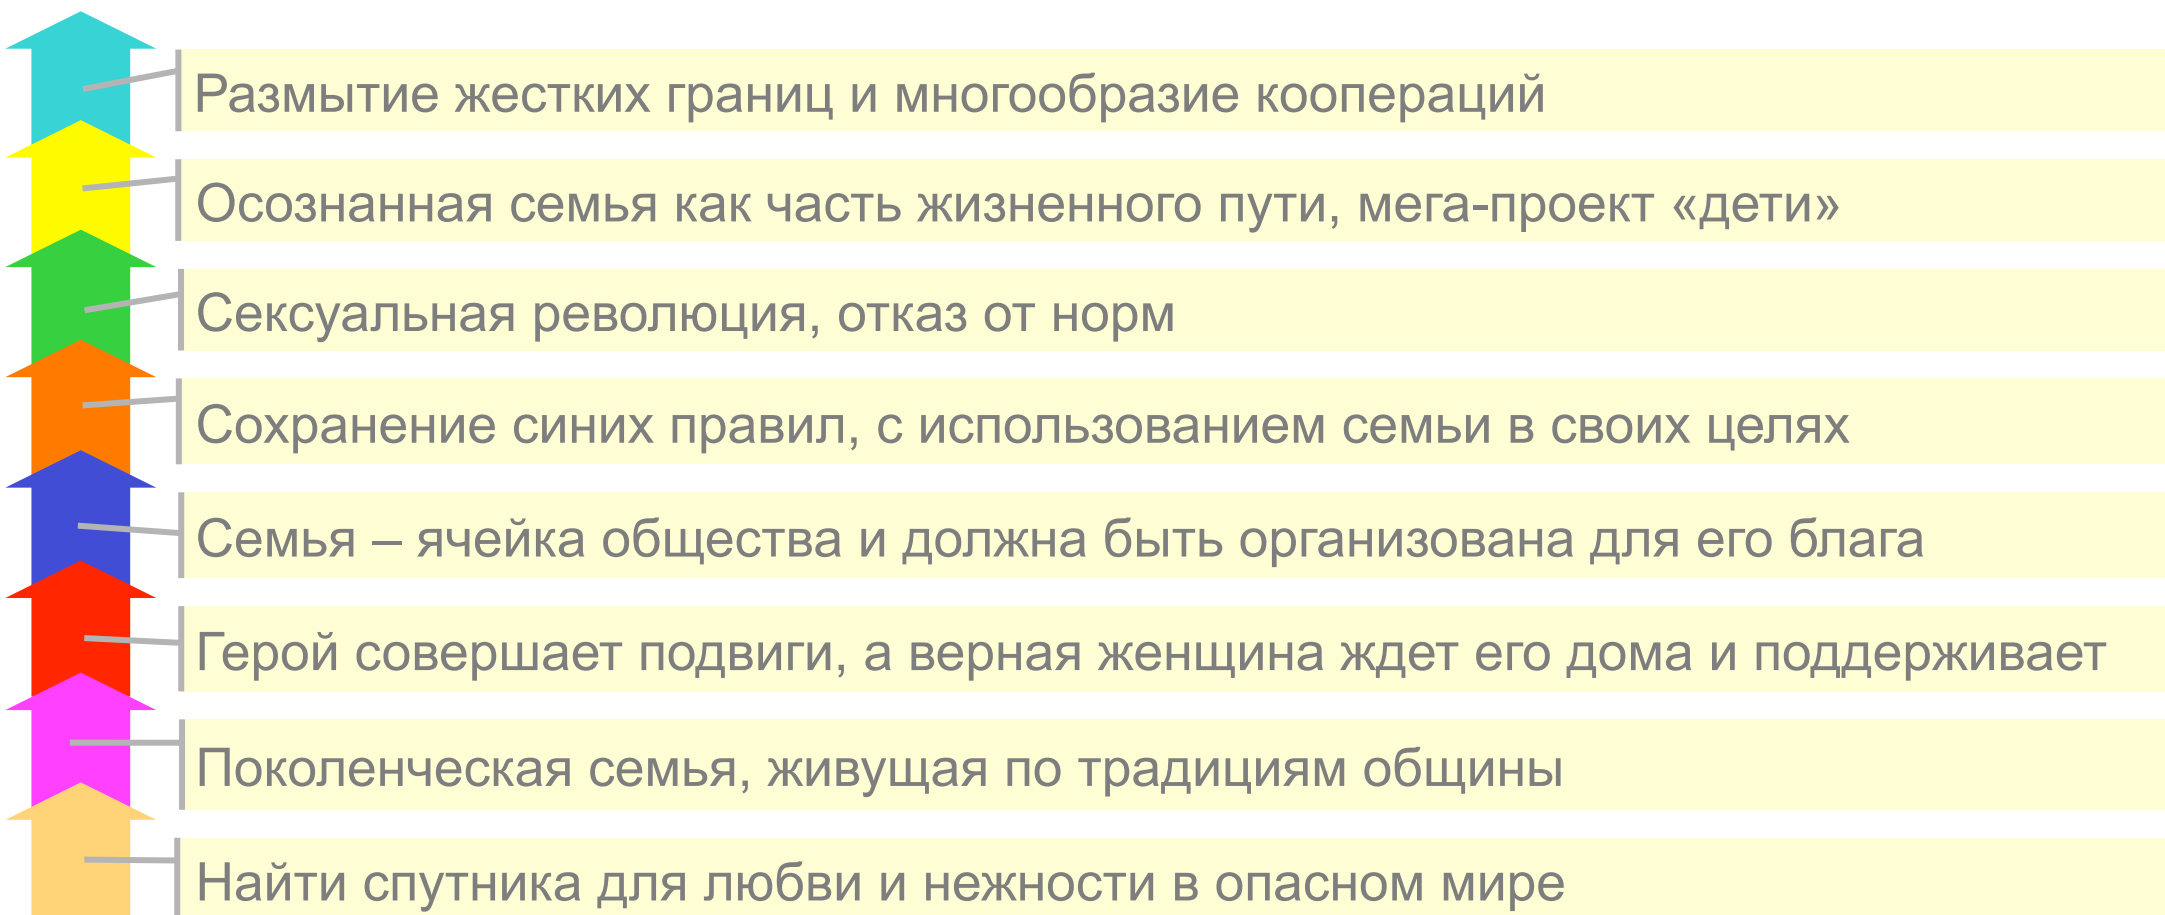 Размытие жестких границ и многообразие коопераций
Осознанная семья как часть жизненного пути, мега-проект «дети»
Сексуальная революция, отказ от норм
Сохранение синих правил, с использованием семьи в своих целях
Семья – ячейка общества и должна быть организована для его блага
Герой совершает подвиги, а верная женщина ждет его дома и поддерживает
Поколенческая семья, живущая по традициям общины
Найти спутника для любви и нежности в опасном мире